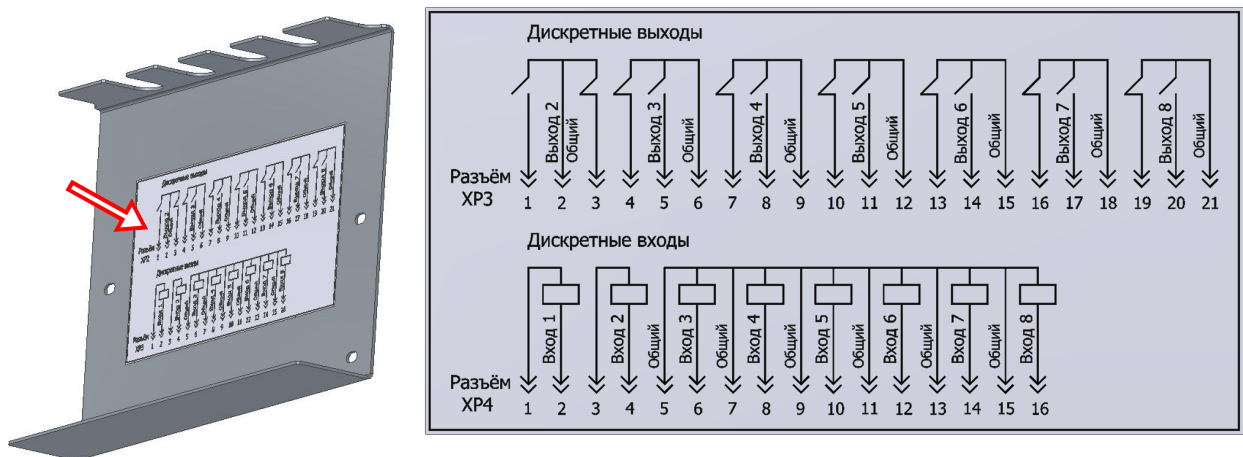 Дискретные выходы
Выход 2
Общий
Выход 3
Общий
Выход 4
Общий
Выход 5
Общий
Выход 6
Общий
Выход 7
Общий
Выход 8
Общий
Разъём
XP3
1 2 3 4 5 6 7 8 9 10 11 12 13 14 15 16 17 18 19 20 21
Дискретные входы
Вход 1
Вход 2
Общий
Вход 3
Общий
Вход 4
Общий
Вход 5
Общий
Вход 6
Общий
Вход 7
Общий
Вход 8
Разъём
XP4
1 2 3 4 5 6 7 8 9 10 11 12 13 14 15 16